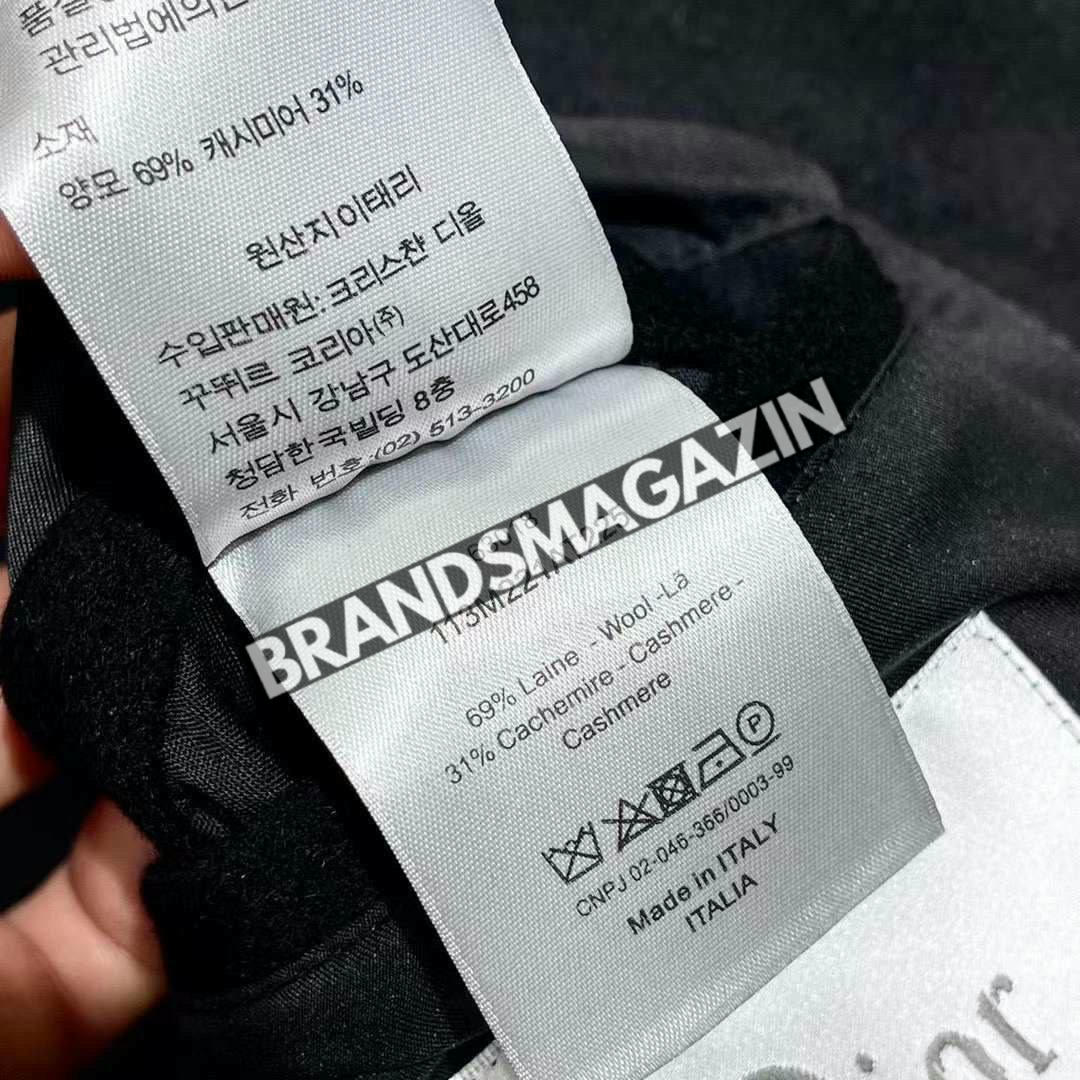 관리법에의한
소재
양모 69% 캐시미어 31%
원산지이태리
수입판매원: 크리스챤 디올
꾸뛰르 코리아(주)
서울시 강남구 도산대로458
청담한국빌딩 8층
전화 번호:(02) 513-3200
BRANDSMAGAZIN
69% Laine - Wool -Lã
31% Cachemire - Cashmere -
Cashmere
P
CNPJ 02-046-366/0003-99
Made in ITALY
ITALIA